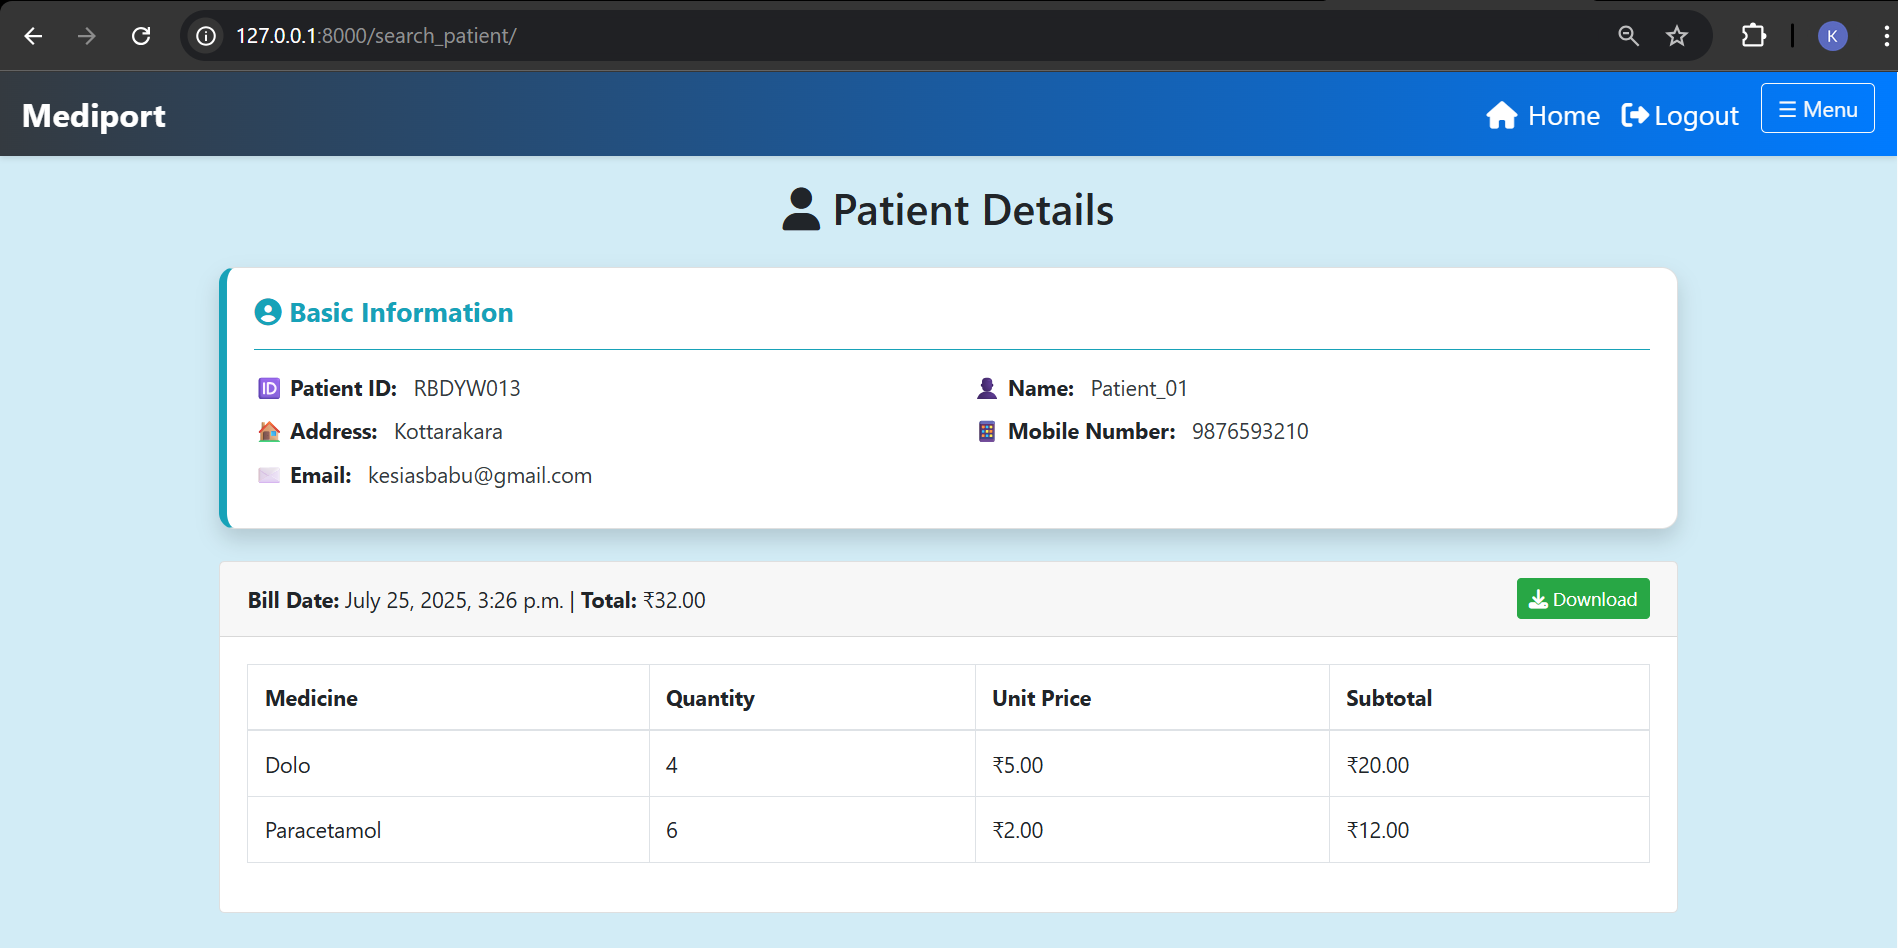 127.0.0.1:8000/search_patient/
K
Mediport
Home Logout ☰ Menu
Patient Details
Basic Information
🆔 Patient ID: RBDYW013
Name: Patient_01
Address: Kottarakara
Mobile Number: 9876593210
Email: kesiasbabu@gmail.com
Bill Date: July 25, 2025, 3:26 p.m. | Total: ₹32.00
Download
Medicine Quantity Unit Price Subtotal
Dolo 4 ₹5.00 ₹20.00
Paracetamol 6 ₹2.00 ₹12.00